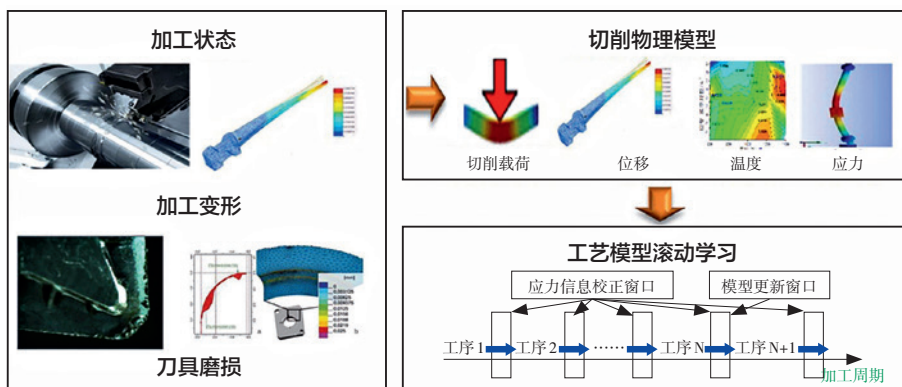 加工状态
加工变形
刀具磨损
切削物理模型
切削载荷
位移
温度
应力
工艺模型滚动学习
应力信息校正窗口
模型更新窗口
工序 1
工序 2
······
工序 N
工序 N+1
加工周期